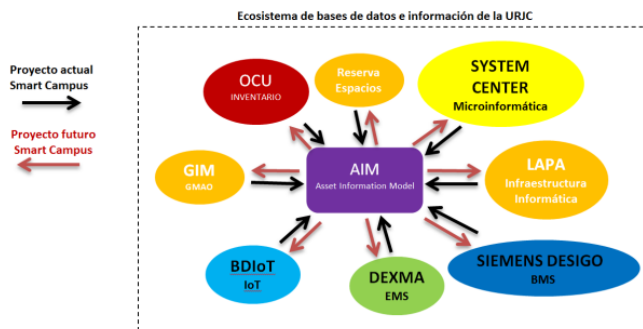 Ecosistema de bases de datos e información de la URJC
Proyecto actual
Smart Campus
Proyecto futuro
Smart Campus
OCU
INVENTARIO
Reserva
Espacios
SYSTEM
CENTER
Microinformática
GIM
GMAO
AIM
Asset Information Model
LAPA
Infraestructura
Informática
BDIoT
IoT
DEXMA
EMS
SIEMENS DESIGO
BMS